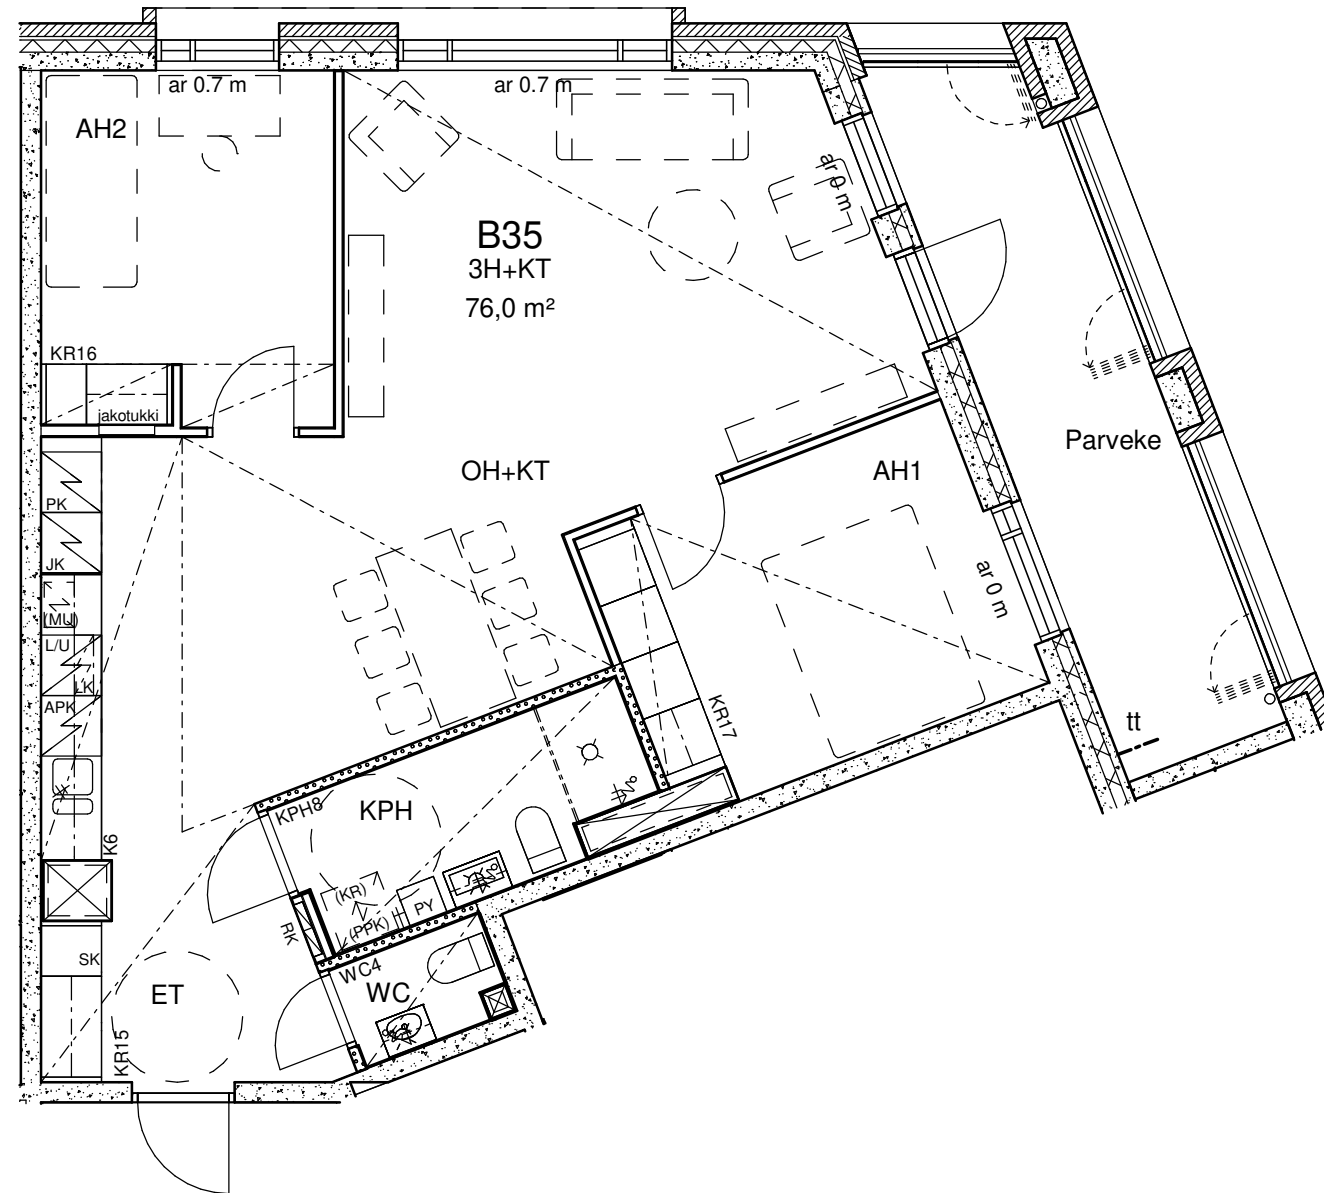 ar 0.7 m
ar 0.7 m
AH2
ar 0 m
B35
3H+KT
76,0 m²
KR16
jakotukki
Parveke
OH+KT
AH1
PK
JK
(MU)
L/U
LK
APK
ar 0 m
KR17
tt
K6
KPH8
KPH
(KR)
PY
(PPK)
RK
SK
WC4
WC
ET
KR15